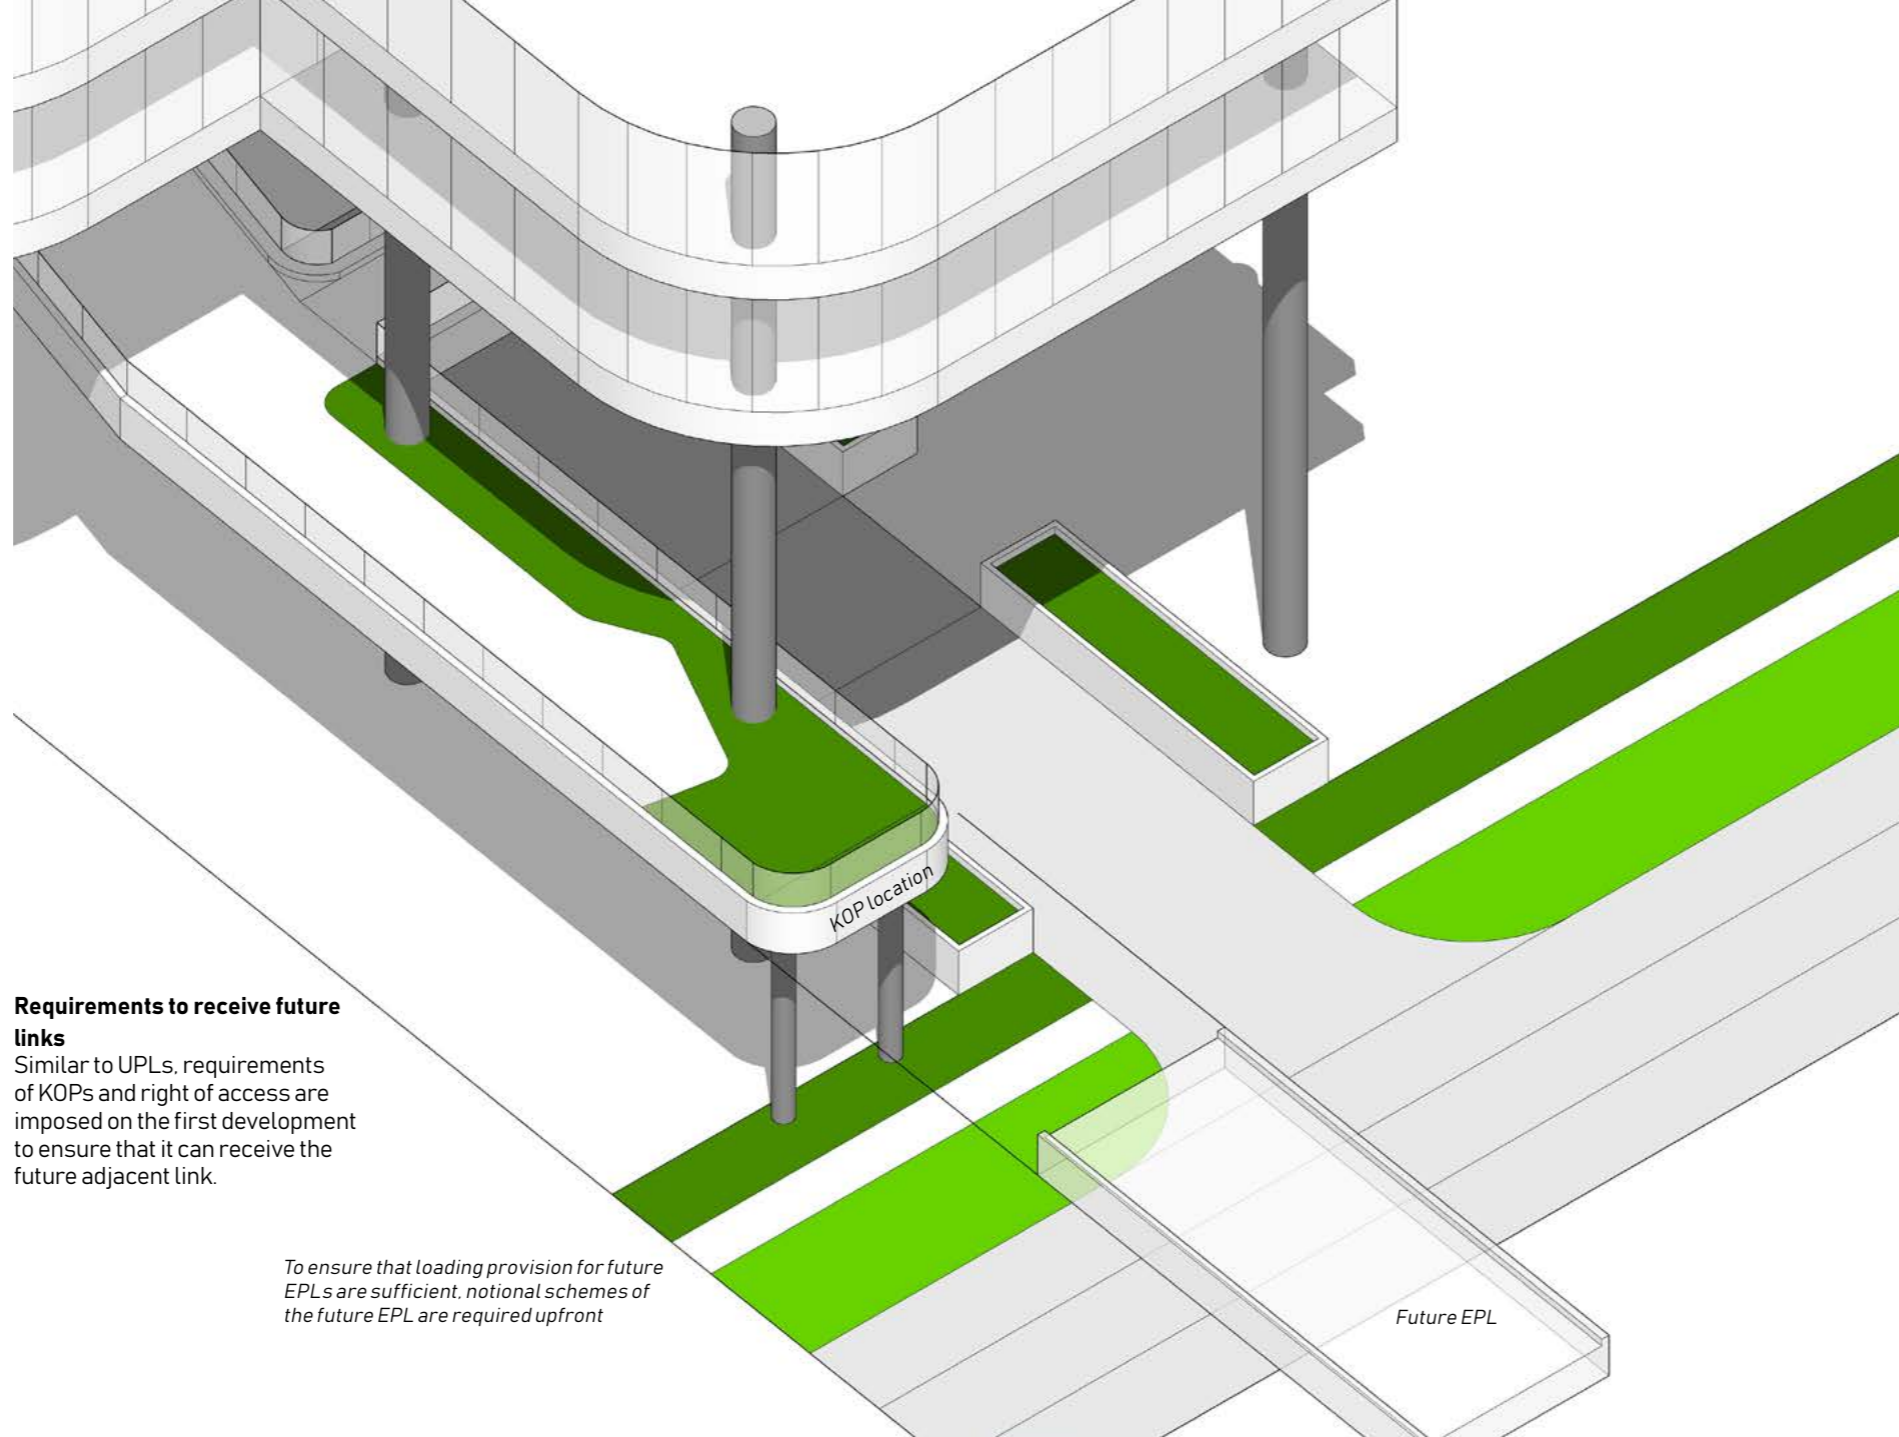 KOP location
Requirements to receive future
links
Similar to UPLs, requirements
of KOPs and right of access are
imposed on the first development
to ensure that it can receive the
future adjacent link.
To ensure that loading provision for future
EPLs are sufficient, notional schemes of
the future EPL are required upfront
Future EPL